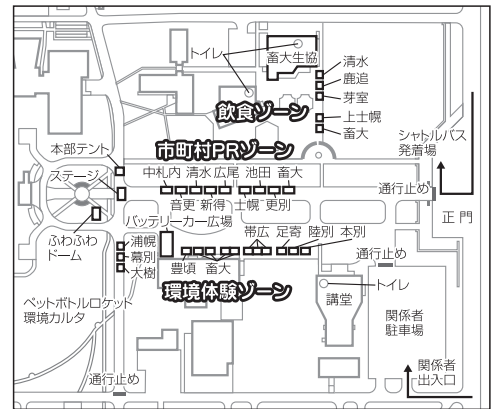 トイレ
畜大生協
清水
鹿追
芽室
飲食ゾーン
上士幌
畜大
市町村PRゾーン
シャトルバス
発着場
本部テント
ステージ
中札内 清水 広尾 池田 畜大
通行止め
音更 新得 士幌 更別
正門
バッテリーカー広場
ふわふわ
ドーム
浦幌
幕別
大樹
帯広 足寄 陸別 本別
通行止め
豊頃 畜大
環境体験ゾーン
トイレ
ペットボトルロケット
環境カルタ
講堂
関係者
駐車場
通行止め
関係者
出入口